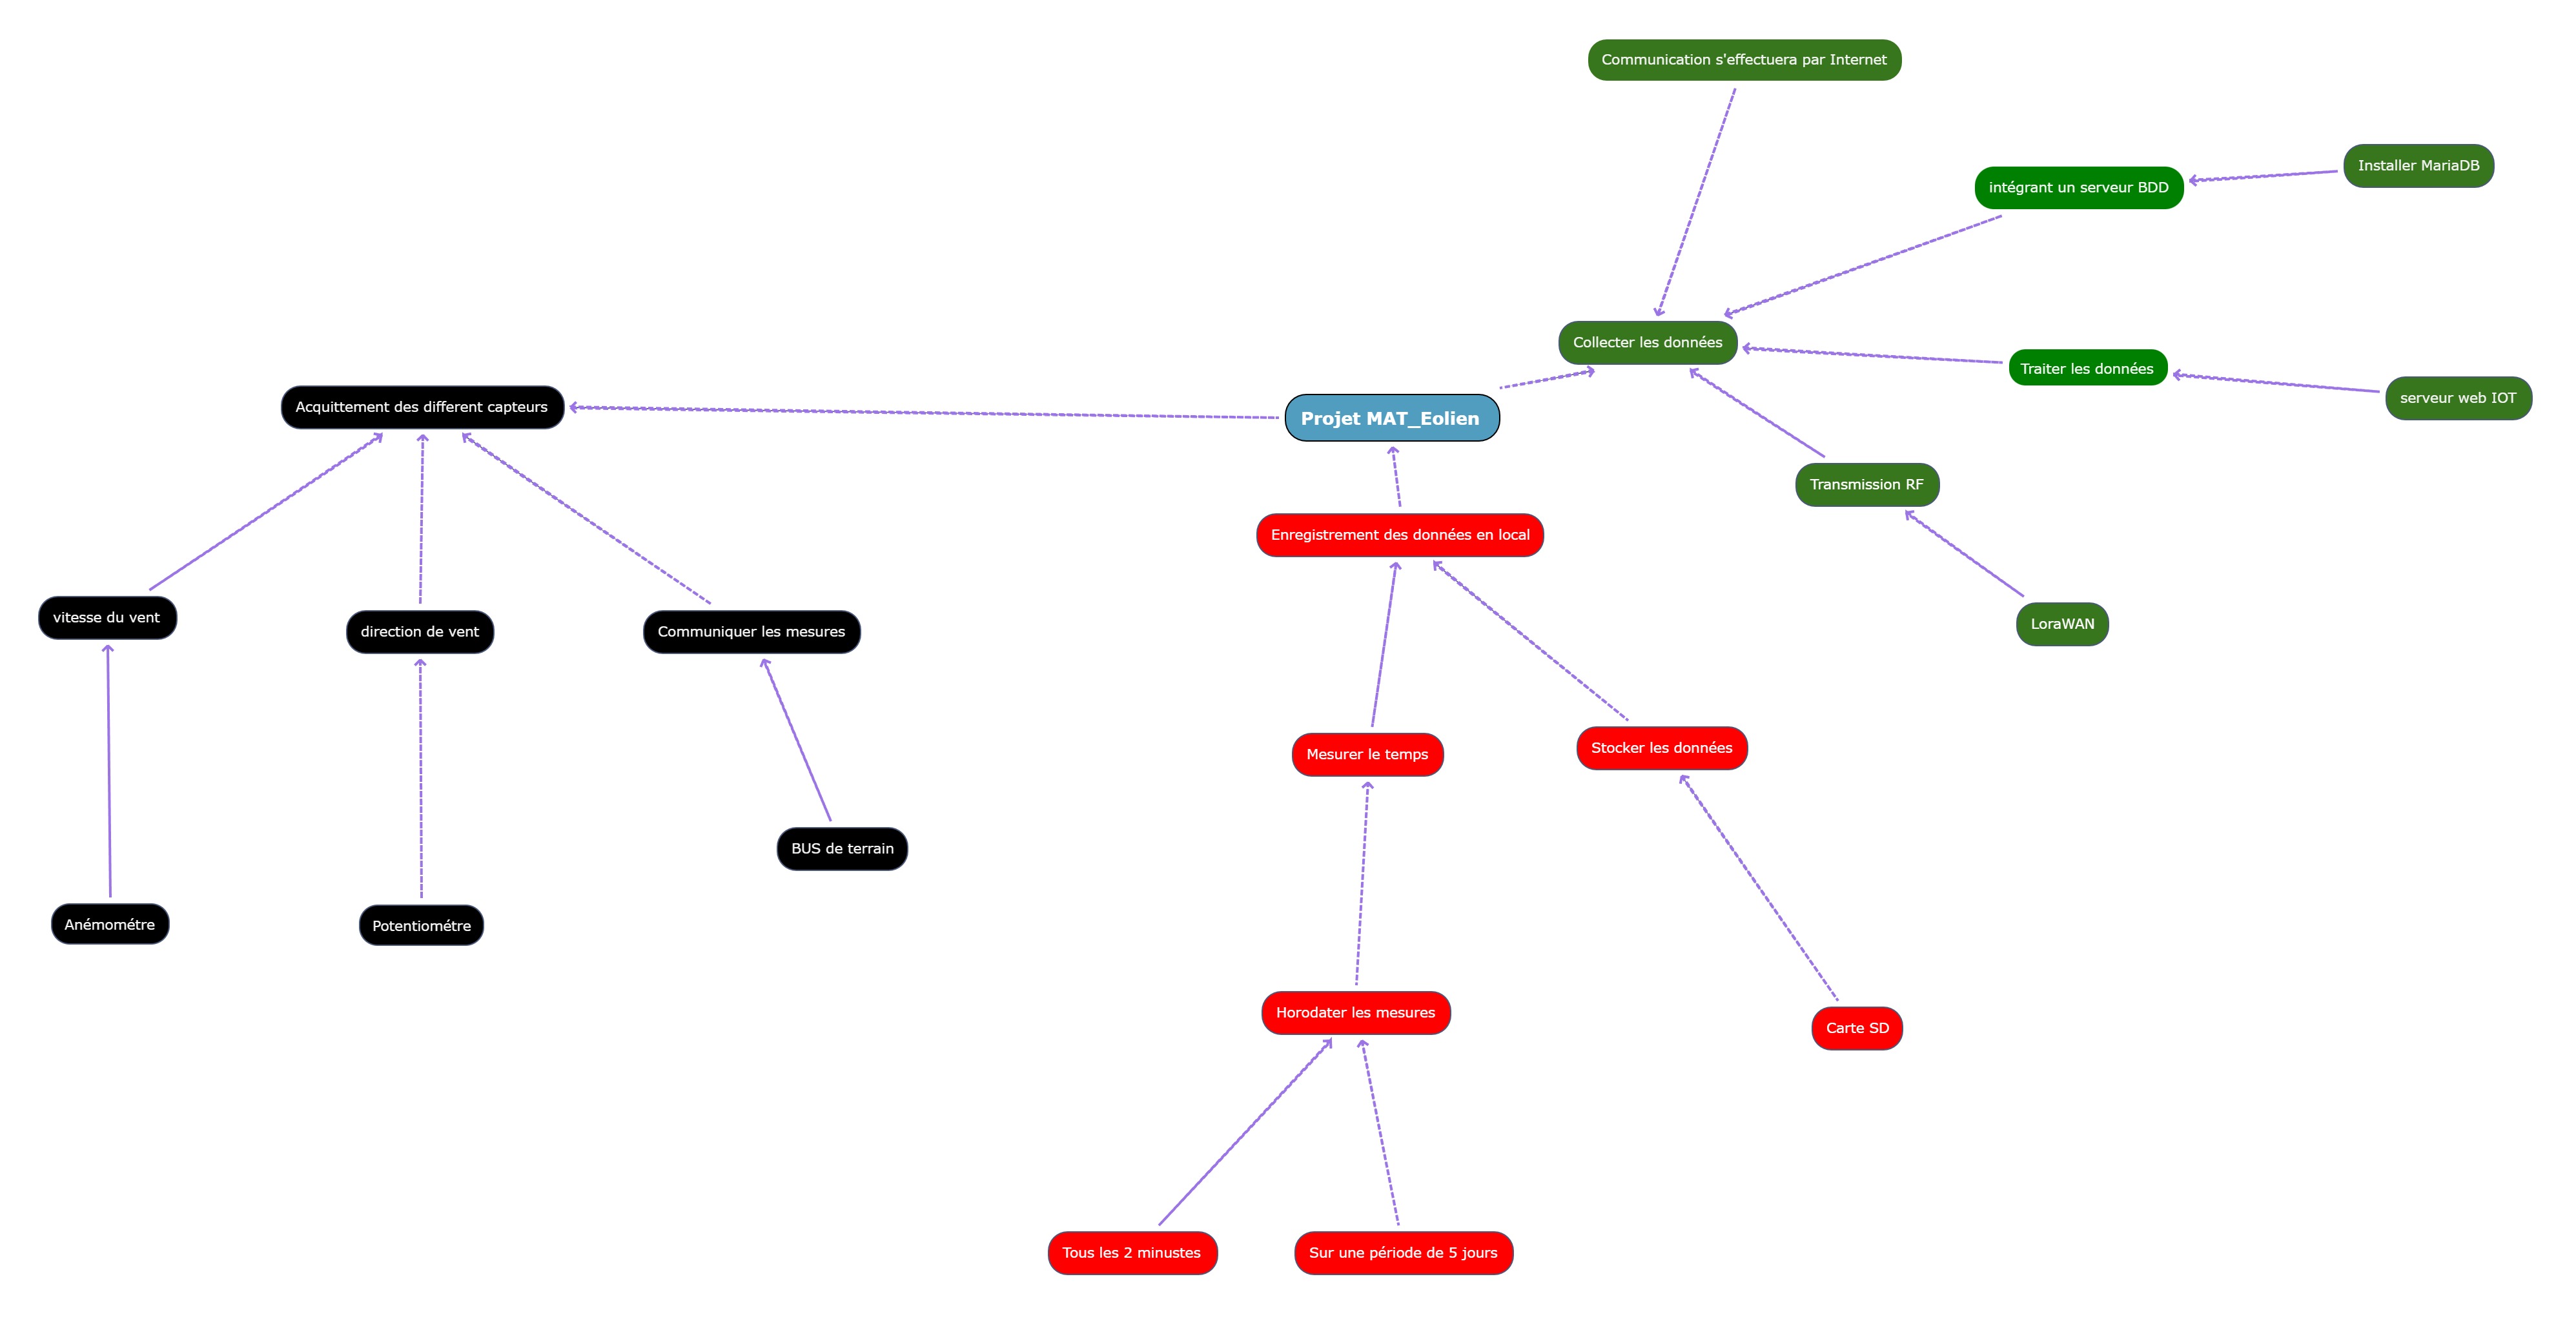 Communication s'effectuera par Internet
Installer MariaDB
intégrant un serveur BDD
Collecter les données
Traiter les données
serveur web IOT
Acquittement des different capteurs
Projet MAT_Eolien
Transmission RF
Enregistrement des données en local
vitesse du vent
direction de vent
Communiquer les mesures
LoraWAN
Mesurer le temps
Stocker les données
BUS de terrain
Anémométre
Potentiométre
Horodater les mesures
Carte SD
Tous les 2 minustes
Sur une période de 5 jours